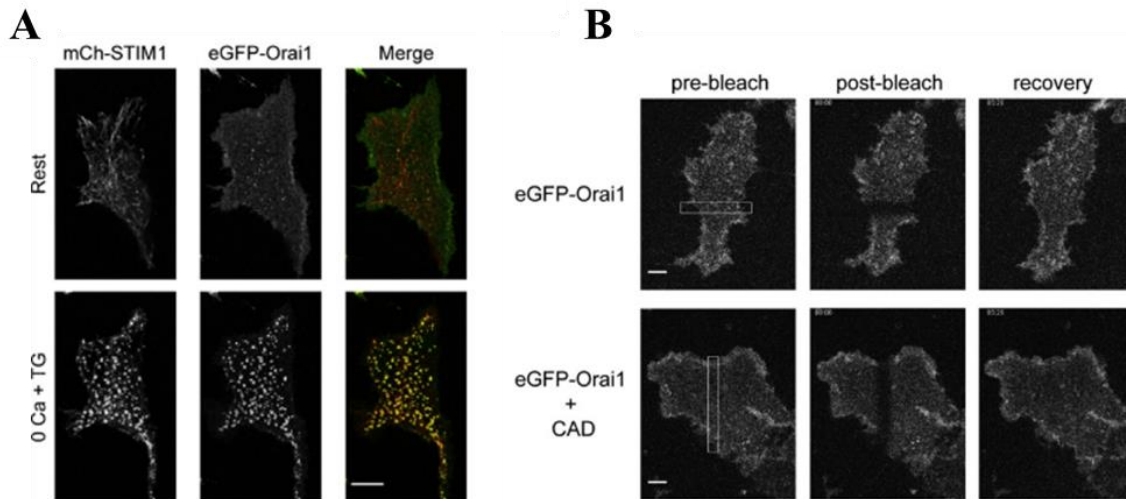 A
mCh-STIM1 eGFP-Orai1 Merge
Rest
0 Ca + TG
B
pre-bleach post-bleach recovery
eGFP-Orai1
eGFP-Orai1
+
CAD